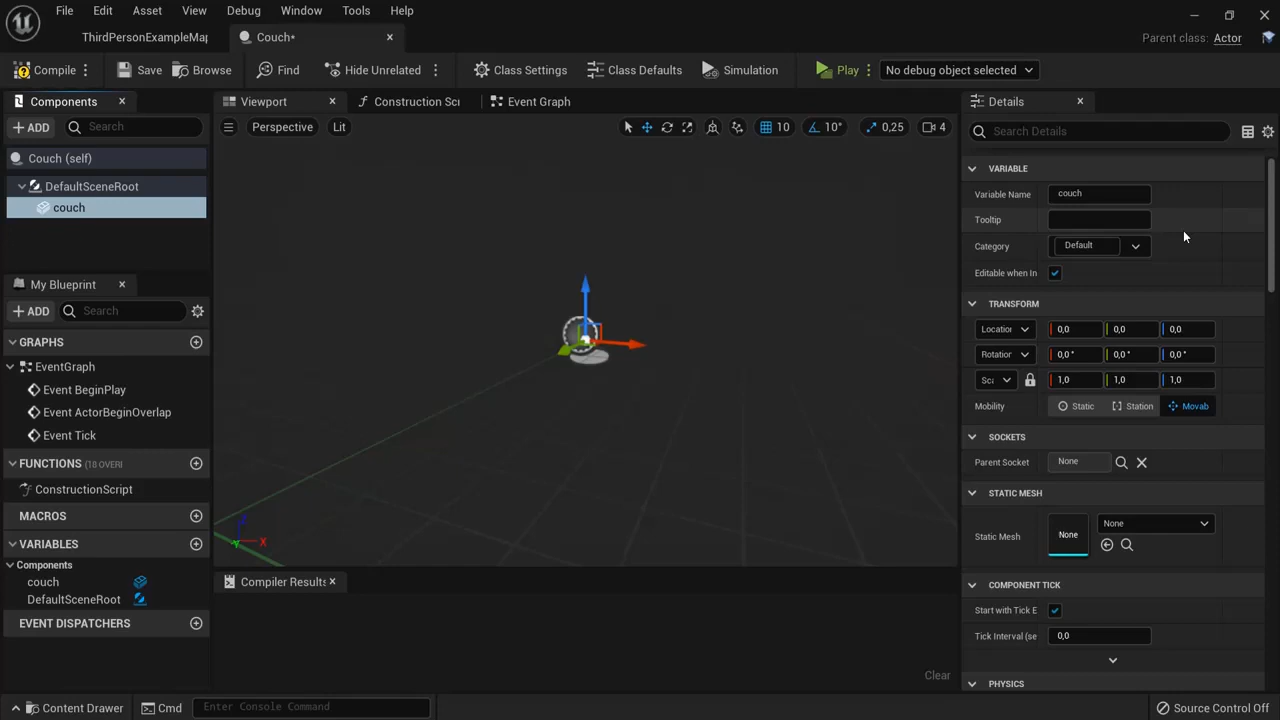 File Edit Asset View Debug Window Tools Help
ThirdPersonExampleMap
Couch*
Parent class: Actor
Compile Save Browse Find Hide Unrelated Class Settings Class Defaults Simulation Play No debug object selected
Components
Viewport Construction Scı Event Graph
Details
ADD Search
Perspective Lit
10 10° 0,25 4
Search Details
Couch (self)
DefaultSceneRoot
couch
My Blueprint
ADD Search
GRAPHS
EventGraph
Event BeginPlay
Event ActorBeginOverlap
Event Tick
FUNCTIONS (18 OVERI
ConstructionScript
MACROS
VARIABLES
Components
couch
DefaultSceneRoot
EVENT DISPATCHERS
Z
X
Y
Compiler Results
Clear
VARIABLE
Variable Name couch
Tooltip
Category Default
Editable when In
TRANSFORM
Location 0,0 0,0 0,0
Rotation 0,0 ° 0,0 ° 0,0 °
Sca 1,0 1,0 1,0
Mobility Static Station Movab
SOCKETS
Parent Socket None
STATIC MESH
Static Mesh None None
COMPONENT TICK
Start with Tick E
Tick Interval (se 0,0
PHYSICS
Content Drawer Cmd Enter Console Command Source Control Off